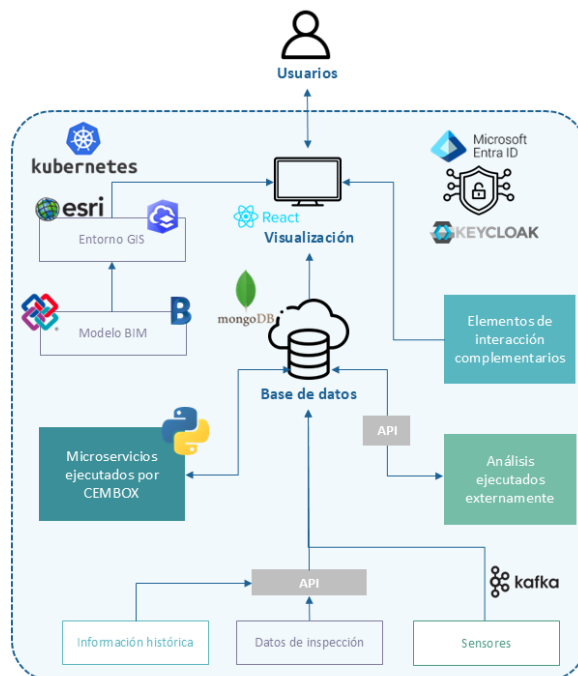 Usuarios
kubernetes
Microsoft
Entra ID
esri
React
KEYCLOAK
Entorno GIS
Visualización
mongoDB
Modelo BIM
B
Elementos de
interacción
complementarios
Base de datos
API
Microservicios
ejecutados por
CEMBOX
Análisis
ejecutados
externamente
API
kafka
Información histórica
Datos de inspección
Sensores